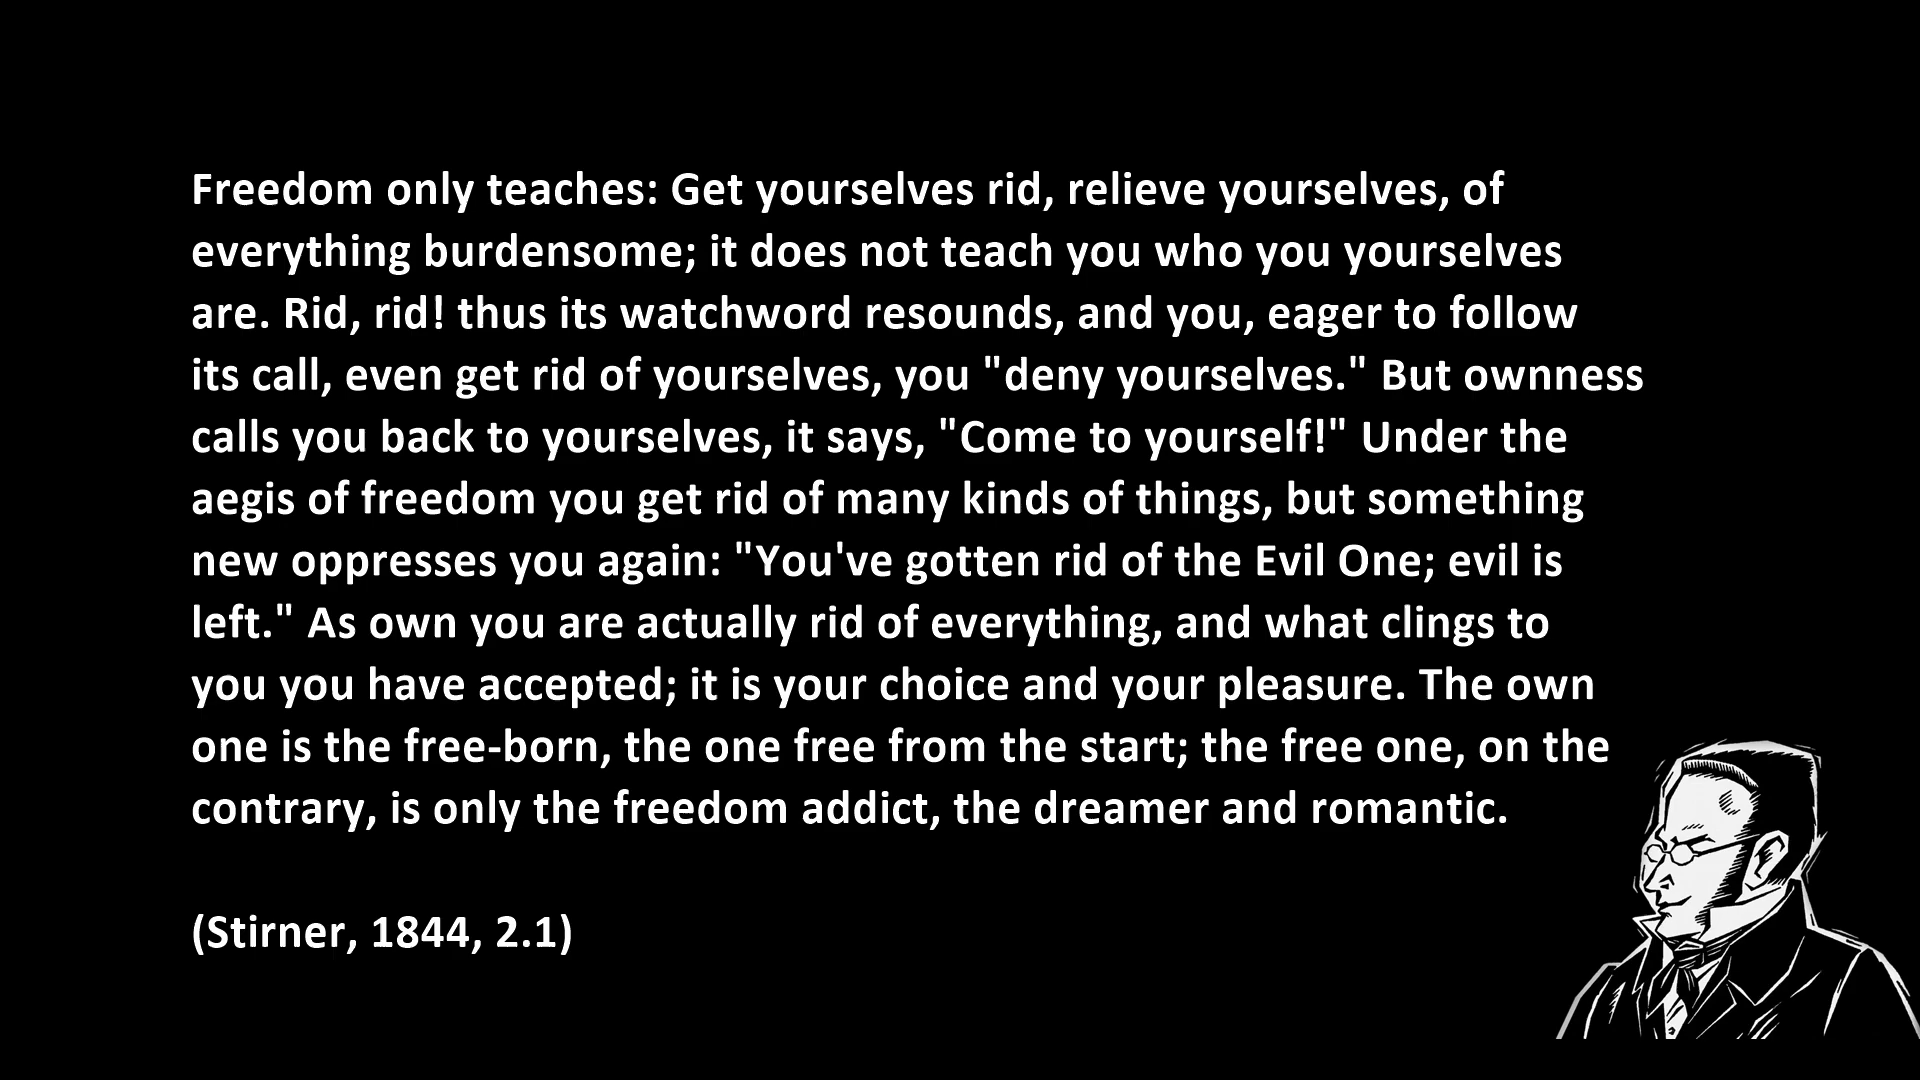 Freedom only teaches: Get yourselves rid, relieve yourselves, of
everything burdensome; it does not teach you who you yourselves
are. Rid, rid! thus its watchword resounds, and you, eager to follow
its call, even get rid of yourselves, you "deny yourselves." But ownness
calls you back to yourselves, it says, "Come to yourself!" Under the
aegis of freedom you get rid of many kinds of things, but something
new oppresses you again: "You've gotten rid of the Evil One; evil is
left." As own you are actually rid of everything, and what clings to
you you have accepted; it is your choice and your pleasure. The own
one is the free-born, the one free from the start; the free one, on the
contrary, is only the freedom addict, the dreamer and romantic.
(Stirner, 1844, 2.1)